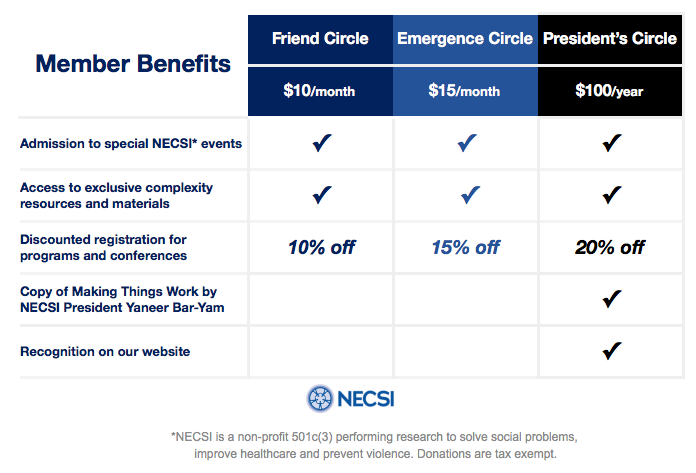 Member Benefits
Friend Circle
Emergence Circle
President's Circle
$10/month
$15/month
$100/year
Admission to special NECSI* events
✓ ✓ ✓
Access to exclusive complexity
resources and materials
✓ ✓ ✓
Discounted registration for
programs and conferences
10% off
15% off
20% off
Copy of Making Things Work by
NECSI President Yaneer Bar-Yam
✓
Recognition on our website
✓
NECSI
*NECSI is a non-profit 501c(3) performing research to solve social problems,
improve healthcare and prevent violence. Donations are tax exempt.